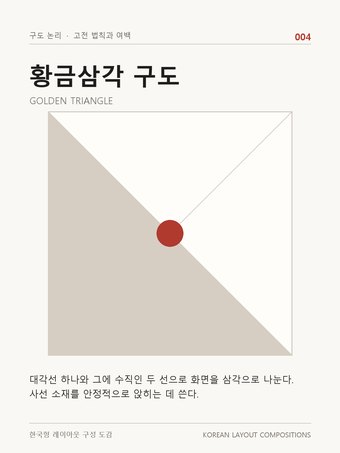 구도 논리 · 고전 법칙과 여백
004
황금삼각 구도
GOLDEN TRIANGLE
대각선 하나와 그에 수직인 두 선으로 화면을 삼각으로 나눈다.
사선 소재를 안정적으로 앉히는 데 쓴다.
한국형 레이아웃 구성 도감
KOREAN LAYOUT COMPOSITIONS